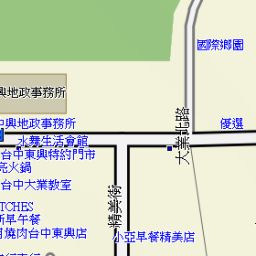 國際鄉園
興地政事務所
中興地政事務所
大業北路
優選
水舞生活會館
台中東興特約門市
亮火鍋
台中大業教室
精美街
TCHES
斯早午餐
月燒肉台中東興店
小亞早餐精美店